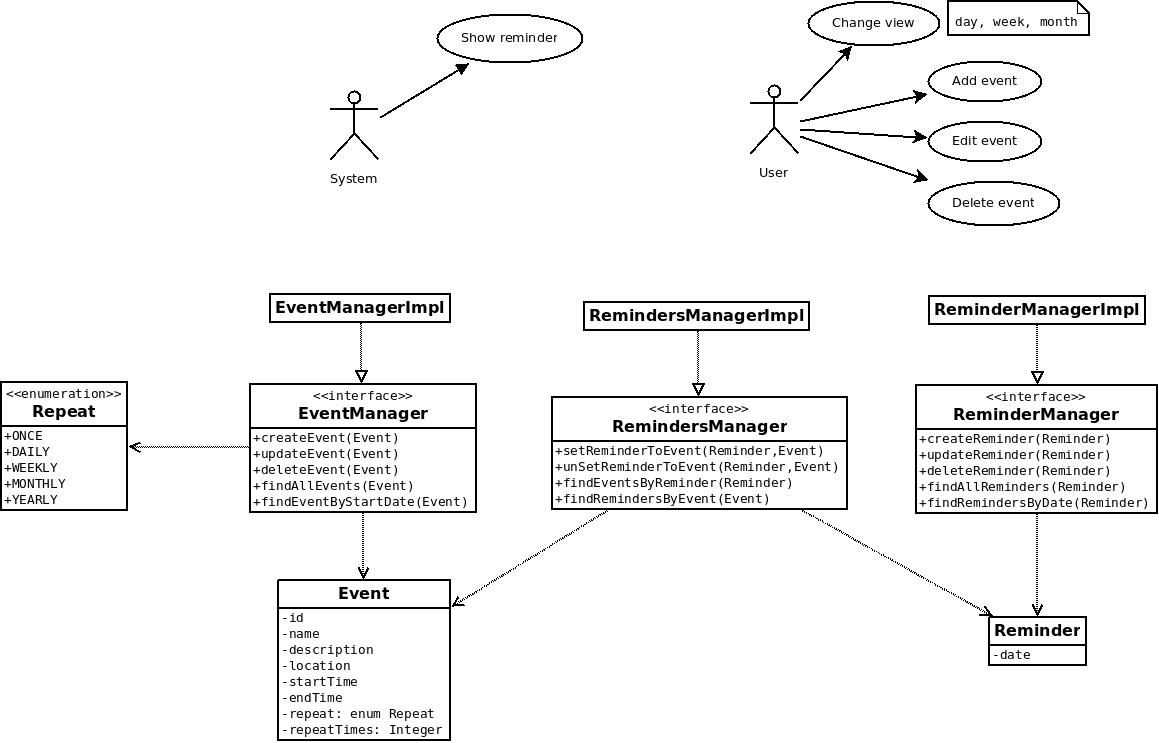 Show reminder
System
Change view
day, week, month
Add event
Edit event
Delete event
User
EventManagerImpl
RemindersManagerImpl
ReminderManagerImpl
<<enumeration>>
Repeat
+ONCE
+DAILY
+WEEKLY
+MONTHLY
+YEARLY
<<interface>>
EventManager
+createEvent(Event)
+updateEvent(Event)
+deleteEvent(Event)
+findAllEvents(Event)
+findEventByStartDate(Event)
<<interface>>
RemindersManager
+setReminderToEvent(Reminder,Event)
+unSetReminderToEvent(Reminder,Event)
+findEventsByReminder(Reminder)
+findRemindersByEvent(Event)
<<interface>>
ReminderManager
+createReminder(Reminder)
+updateReminder(Reminder)
+deleteReminder(Reminder)
+findAllReminders(Reminder)
+findRemindersByDate(Reminder)
Event
-id
-name
-description
-location
-startTime
-endTime
-repeat: enum Repeat
-repeatTimes: Integer
Reminder
-date